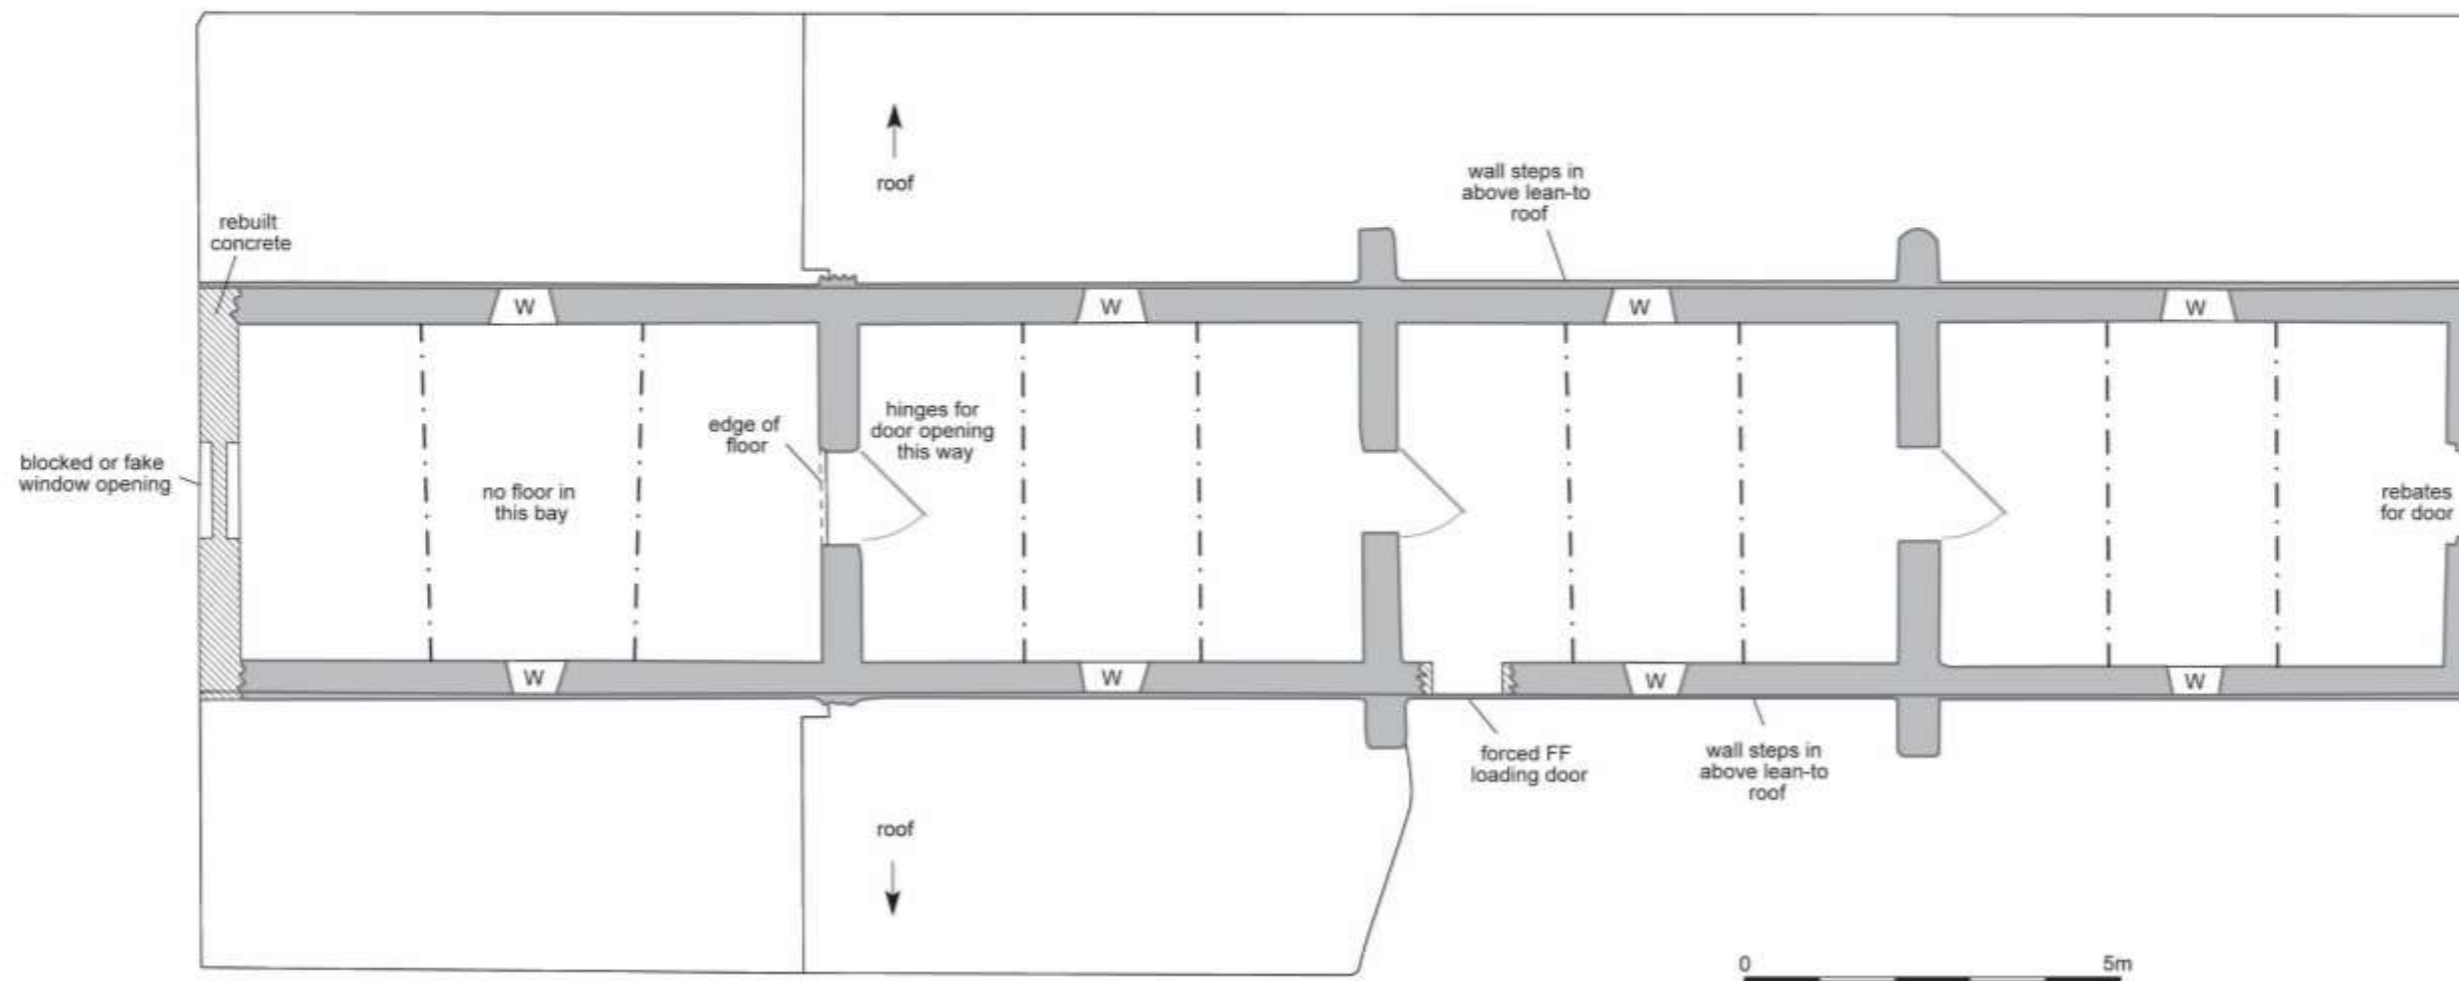 roof
wall steps in
above lean-to
roof
rebuilt
concrete
W
W
W
W
edge of
floor
hinges for
door opening
this way
blocked or fake
window opening
no floor in
this bay
rebates
for door
W
W
W
W
forced FF
loading door
wall steps in
above lean-to
roof
roof
0 5m